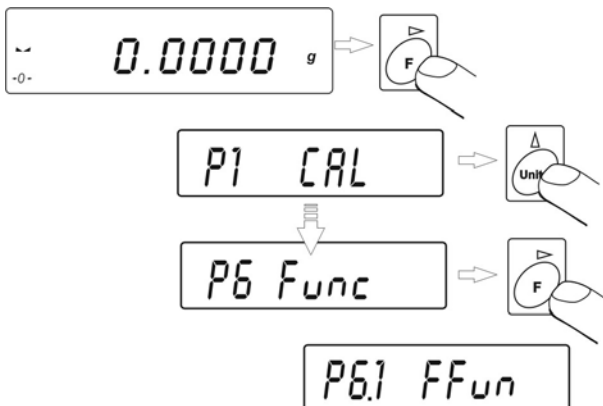 0.0000 g
-0-
F
P1 CAL
Unit
P6 Func
F
P6.1 FFun